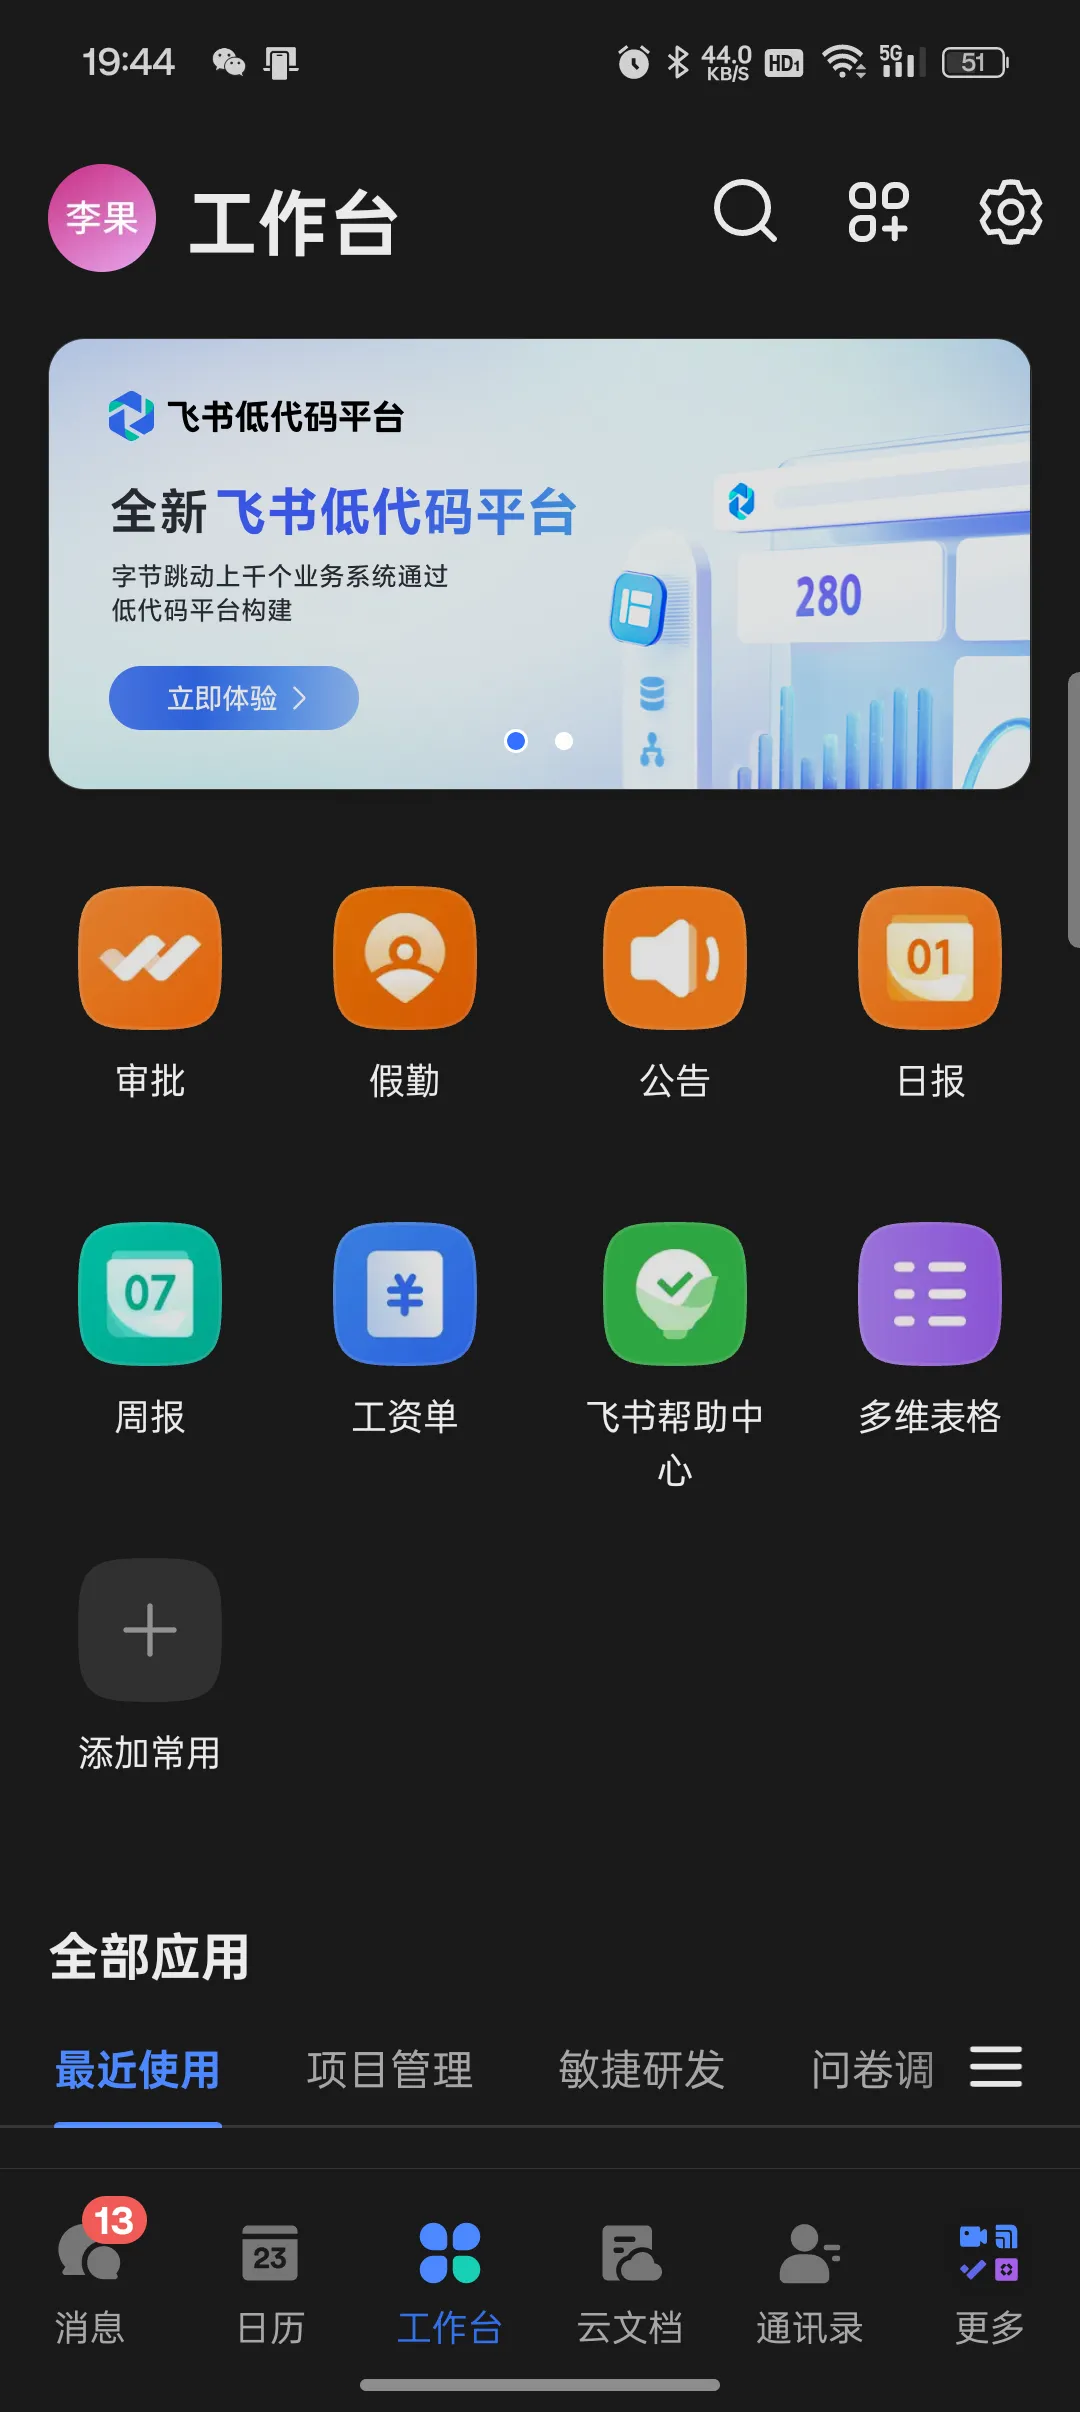 19:44
44.0
KB/S
HD1
5G
51
李果
工作台
飞书低代码平台
全新飞书低代码平台
字节跳动上千个业务系统通过
低代码平台构建
280
立即体验
01
审批
假勤
公告
日报
07
¥
周报
工资单
飞书帮助中
心
多维表格
添加常用
全部应用
最近使用
项目管理
敏捷研发
问卷调
13
23
消息
日历
工作台
云文档
通讯录
更多